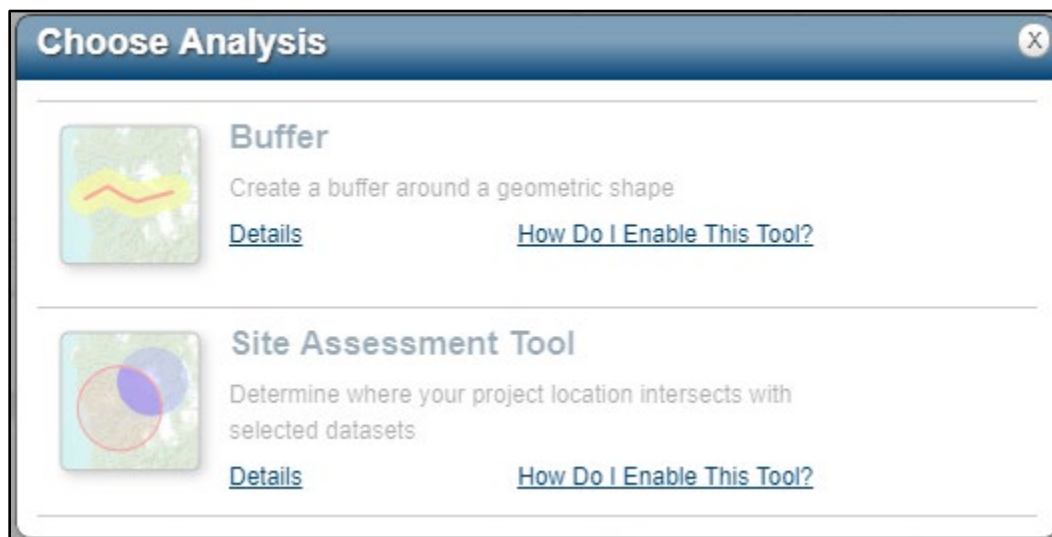 Choose Analysis
X
Buffer
Create a buffer around a geometric shape
Details
How Do I Enable This Tool?
Site Assessment Tool
Determine where your project location intersects with
selected datasets
Details
How Do I Enable This Tool?